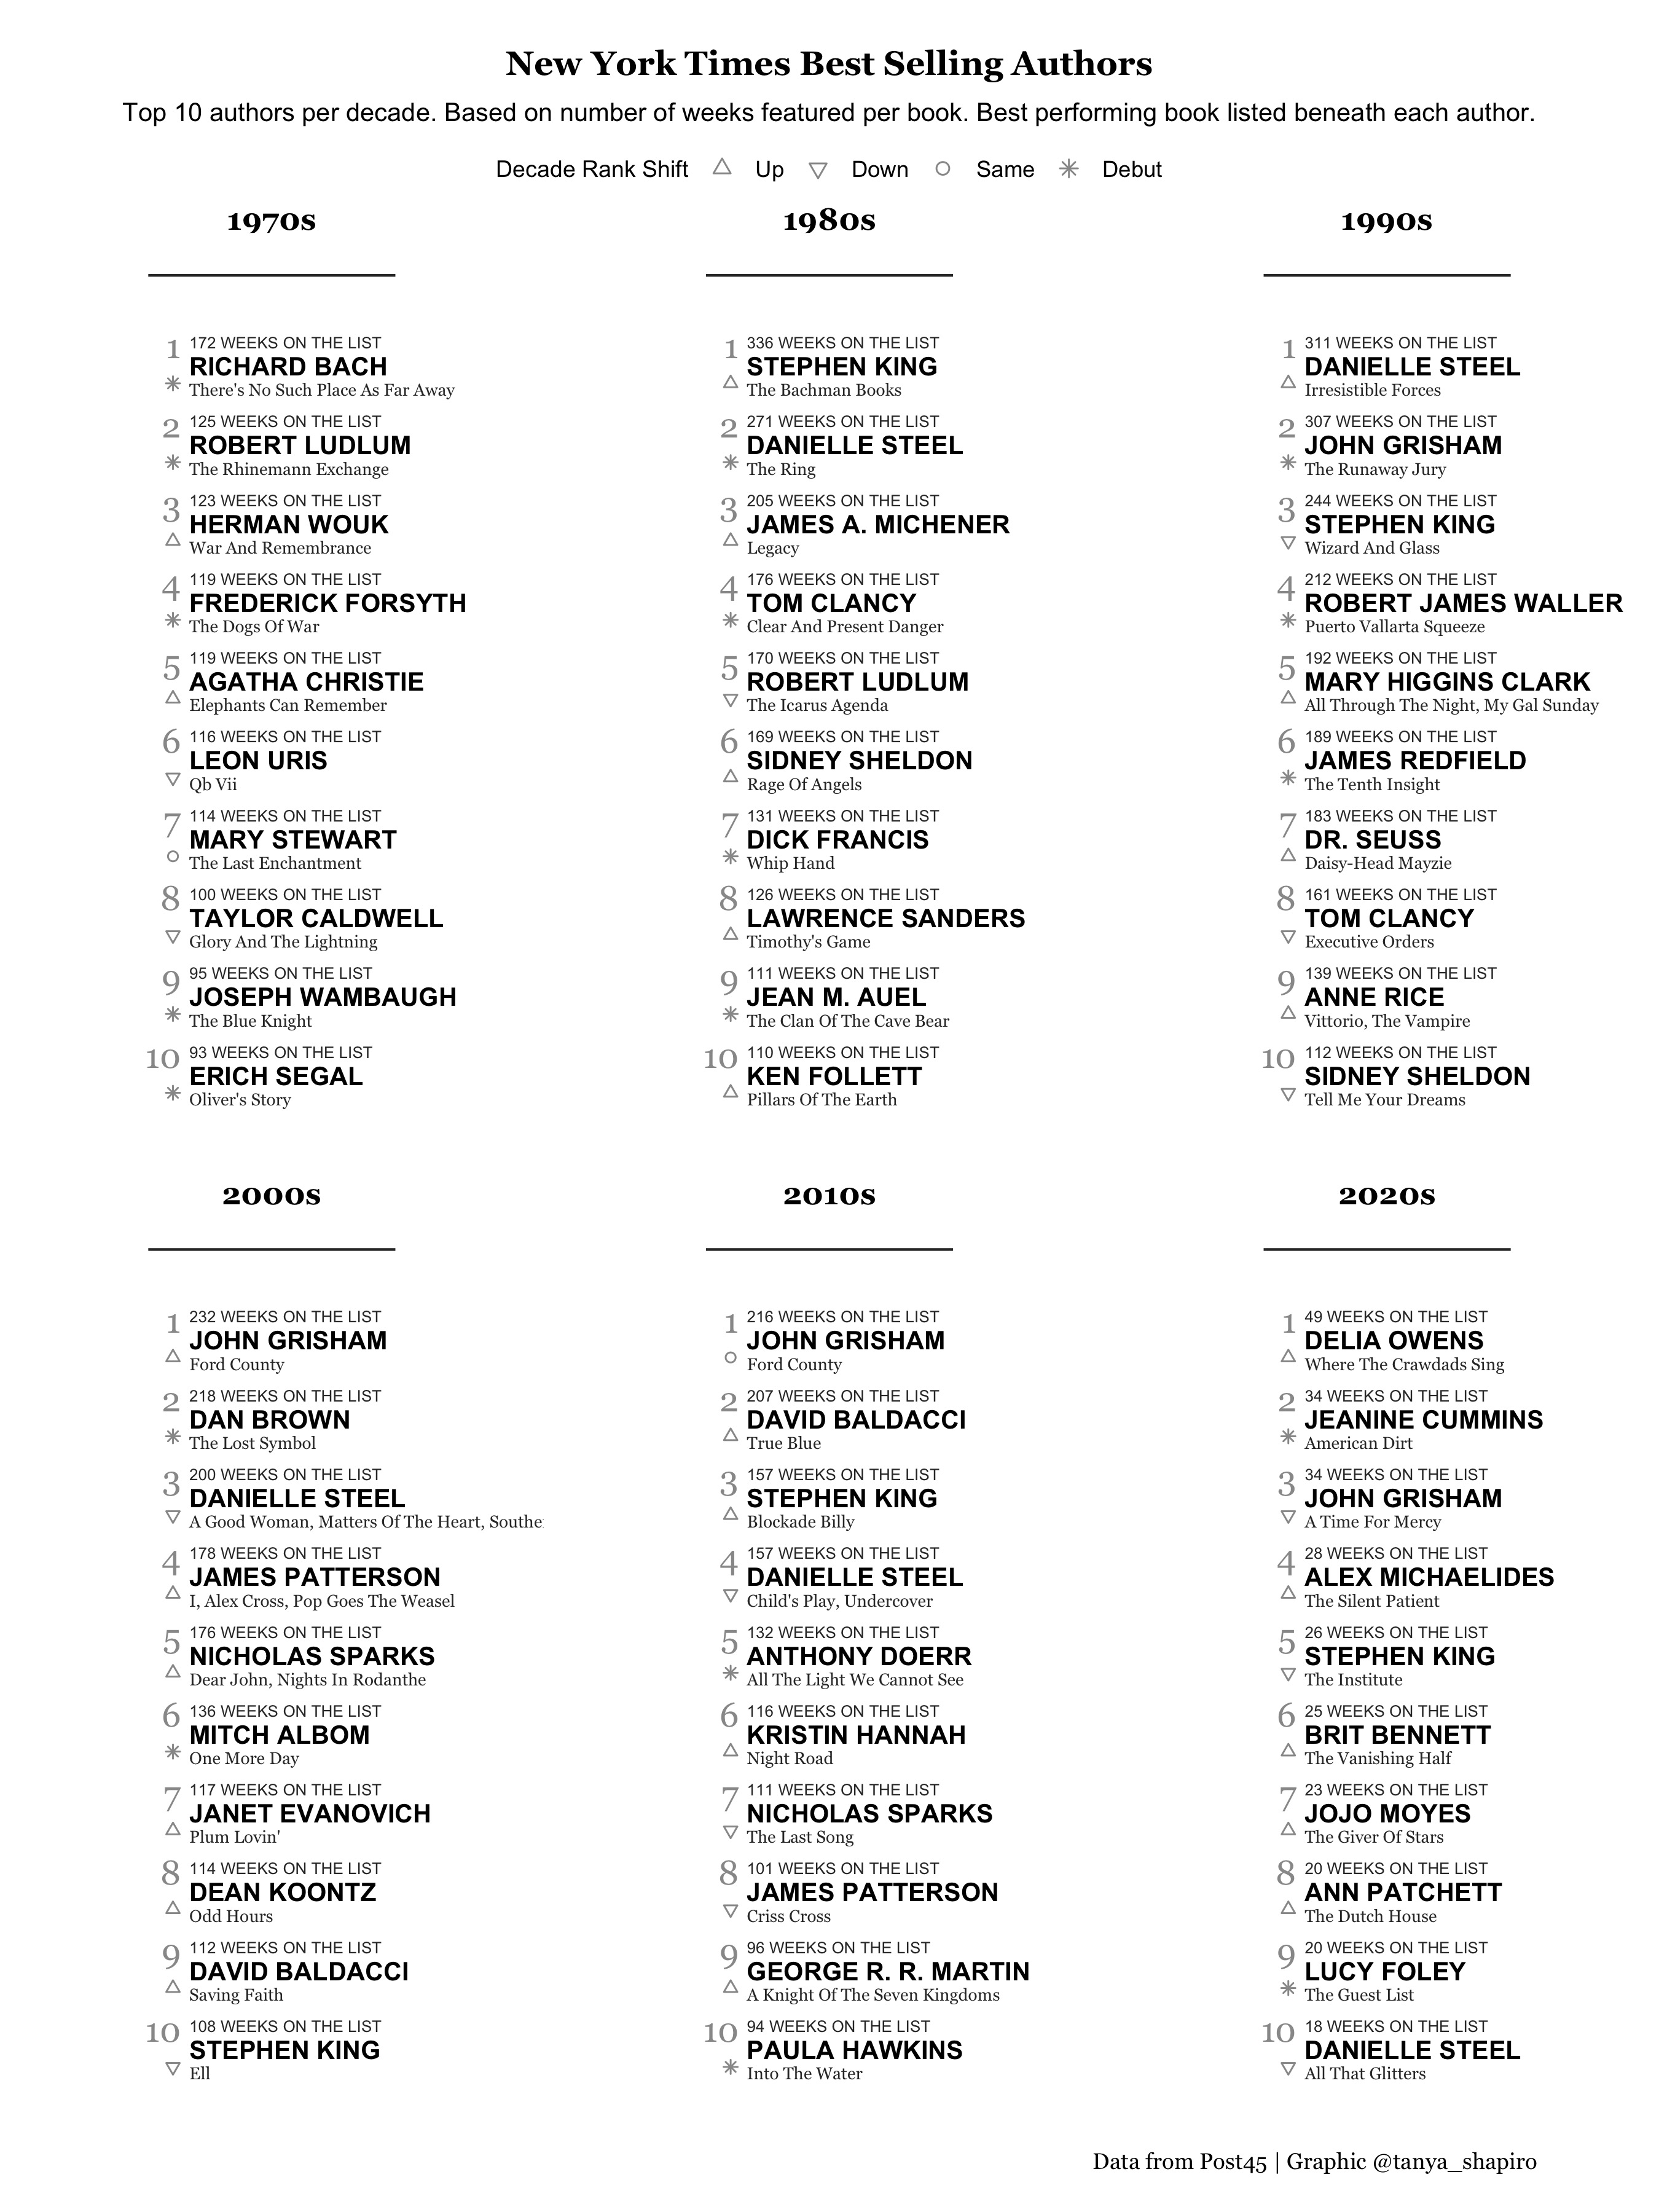 New York Times Best Selling Authors
Top 10 authors per decade. Based on number of weeks featured per book. Best performing book listed beneath each author.
Decade Rank Shift Up Down Same Debut
1970s
1
172 WEEKS ON THE LIST
RICHARD BACH
There's No Such Place As Far Away
2
125 WEEKS ON THE LIST
ROBERT LUDLUM
The Rhinemann Exchange
3
123 WEEKS ON THE LIST
HERMAN WOUK
War And Remembrance
4
119 WEEKS ON THE LIST
FREDERICK FORSYTH
The Dogs Of War
5
119 WEEKS ON THE LIST
AGATHA CHRISTIE
Elephants Can Remember
6
116 WEEKS ON THE LIST
LEON URIS
Qb Vii
7
114 WEEKS ON THE LIST
MARY STEWART
The Last Enchantment
8
100 WEEKS ON THE LIST
TAYLOR CALDWELL
Glory And The Lightning
9
95 WEEKS ON THE LIST
JOSEPH WAMBAUGH
The Blue Knight
10
93 WEEKS ON THE LIST
ERICH SEGAL
Oliver's Story
1980s
1
336 WEEKS ON THE LIST
STEPHEN KING
The Bachman Books
2
271 WEEKS ON THE LIST
DANIELLE STEEL
The Ring
3
205 WEEKS ON THE LIST
JAMES A. MICHENER
Legacy
4
176 WEEKS ON THE LIST
TOM CLANCY
Clear And Present Danger
5
170 WEEKS ON THE LIST
ROBERT LUDLUM
The Icarus Agenda
6
169 WEEKS ON THE LIST
SIDNEY SHELDON
Rage Of Angels
7
131 WEEKS ON THE LIST
DICK FRANCIS
Whip Hand
8
126 WEEKS ON THE LIST
LAWRENCE SANDERS
Timothy's Game
9
111 WEEKS ON THE LIST
JEAN M. AUEL
The Clan Of The Cave Bear
10
110 WEEKS ON THE LIST
KEN FOLLETT
Pillars Of The Earth
1990s
1
311 WEEKS ON THE LIST
DANIELLE STEEL
Irresistible Forces
2
307 WEEKS ON THE LIST
JOHN GRISHAM
The Runaway Jury
3
244 WEEKS ON THE LIST
STEPHEN KING
Wizard And Glass
4
212 WEEKS ON THE LIST
ROBERT JAMES WALLER
Puerto Vallarta Squeeze
5
192 WEEKS ON THE LIST
MARY HIGGINS CLARK
All Through The Night, My Gal Sunday
6
189 WEEKS ON THE LIST
JAMES REDFIELD
The Tenth Insight
7
183 WEEKS ON THE LIST
DR. SEUSS
Daisy-Head Mayzie
8
161 WEEKS ON THE LIST
TOM CLANCY
Executive Orders
9
139 WEEKS ON THE LIST
ANNE RICE
Vittorio, The Vampire
10
112 WEEKS ON THE LIST
SIDNEY SHELDON
Tell Me Your Dreams
2000s
1
232 WEEKS ON THE LIST
JOHN GRISHAM
Ford County
2
218 WEEKS ON THE LIST
DAN BROWN
The Lost Symbol
3
200 WEEKS ON THE LIST
DANIELLE STEEL
A Good Woman, Matters Of The Heart, Southe
4
178 WEEKS ON THE LIST
JAMES PATTERSON
I, Alex Cross, Pop Goes The Weasel
5
176 WEEKS ON THE LIST
NICHOLAS SPARKS
Dear John, Nights In Rodanthe
6
136 WEEKS ON THE LIST
MITCH ALBOM
One More Day
7
117 WEEKS ON THE LIST
JANET EVANOVICH
Plum Lovin'
8
114 WEEKS ON THE LIST
DEAN KOONTZ
Odd Hours
9
112 WEEKS ON THE LIST
DAVID BALDACCI
Saving Faith
10
108 WEEKS ON THE LIST
STEPHEN KING
Ell
2010s
1
216 WEEKS ON THE LIST
JOHN GRISHAM
Ford County
2
207 WEEKS ON THE LIST
DAVID BALDACCI
True Blue
3
157 WEEKS ON THE LIST
STEPHEN KING
Blockade Billy
4
157 WEEKS ON THE LIST
DANIELLE STEEL
Child's Play, Undercover
5
132 WEEKS ON THE LIST
ANTHONY DOERR
All The Light We Cannot See
6
116 WEEKS ON THE LIST
KRISTIN HANNAH
Night Road
7
111 WEEKS ON THE LIST
NICHOLAS SPARKS
The Last Song
8
101 WEEKS ON THE LIST
JAMES PATTERSON
Criss Cross
9
96 WEEKS ON THE LIST
GEORGE R. R. MARTIN
A Knight Of The Seven Kingdoms
10
94 WEEKS ON THE LIST
PAULA HAWKINS
Into The Water
2020s
1
49 WEEKS ON THE LIST
DELIA OWENS
Where The Crawdads Sing
2
34 WEEKS ON THE LIST
JEANINE CUMMINS
American Dirt
3
34 WEEKS ON THE LIST
JOHN GRISHAM
A Time For Mercy
4
28 WEEKS ON THE LIST
ALEX MICHAELIDES
The Silent Patient
5
26 WEEKS ON THE LIST
STEPHEN KING
The Institute
6
25 WEEKS ON THE LIST
BRIT BENNETT
The Vanishing Half
7
23 WEEKS ON THE LIST
JOJO MOYES
The Giver Of Stars
8
20 WEEKS ON THE LIST
ANN PATCHETT
The Dutch House
9
20 WEEKS ON THE LIST
LUCY FOLEY
The Guest List
10
18 WEEKS ON THE LIST
DANIELLE STEEL
All That Glitters
Data from Post45 | Graphic @tanya_shapiro